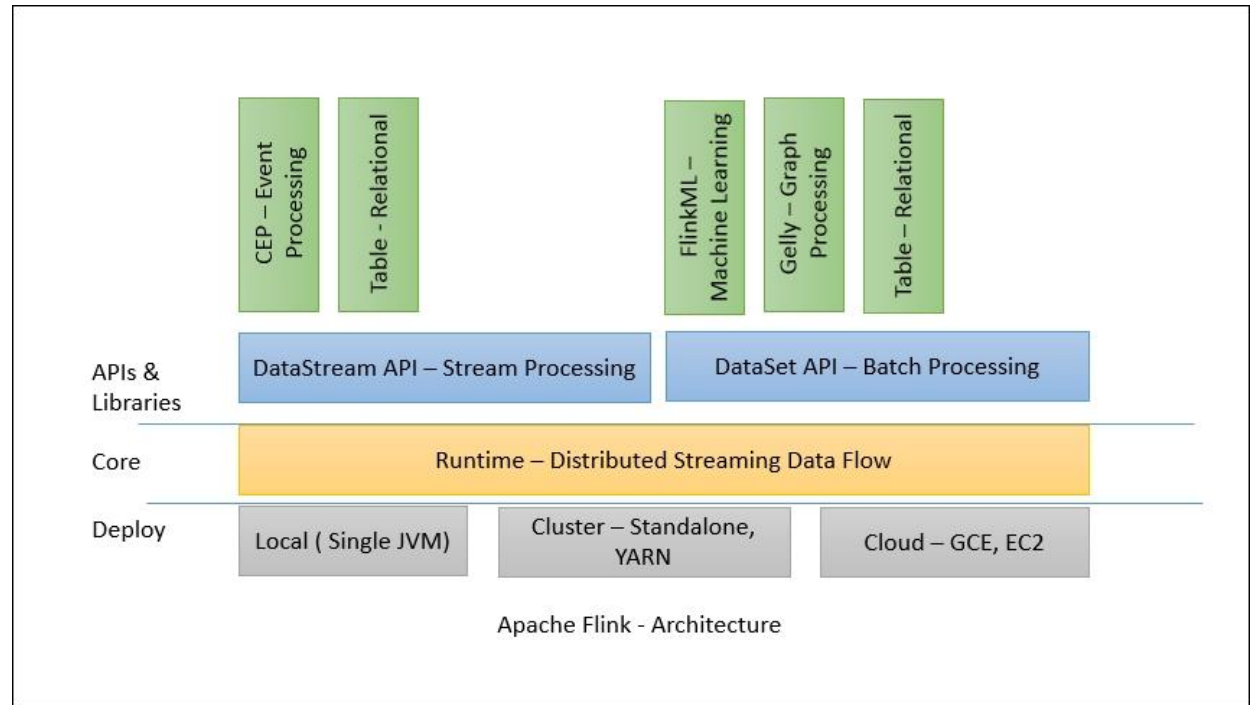 CEP – Event
Processing
Table - Relational
FlinkML –
Machine Learning
Gelly – Graph
Processing
Table – Relational
APIs &
Libraries
DataStream API – Stream Processing
DataSet API – Batch Processing
Core
Runtime – Distributed Streaming Data Flow
Deploy
Local ( Single JVM)
Cluster – Standalone,
YARN
Cloud – GCE, EC2
Apache Flink - Architecture